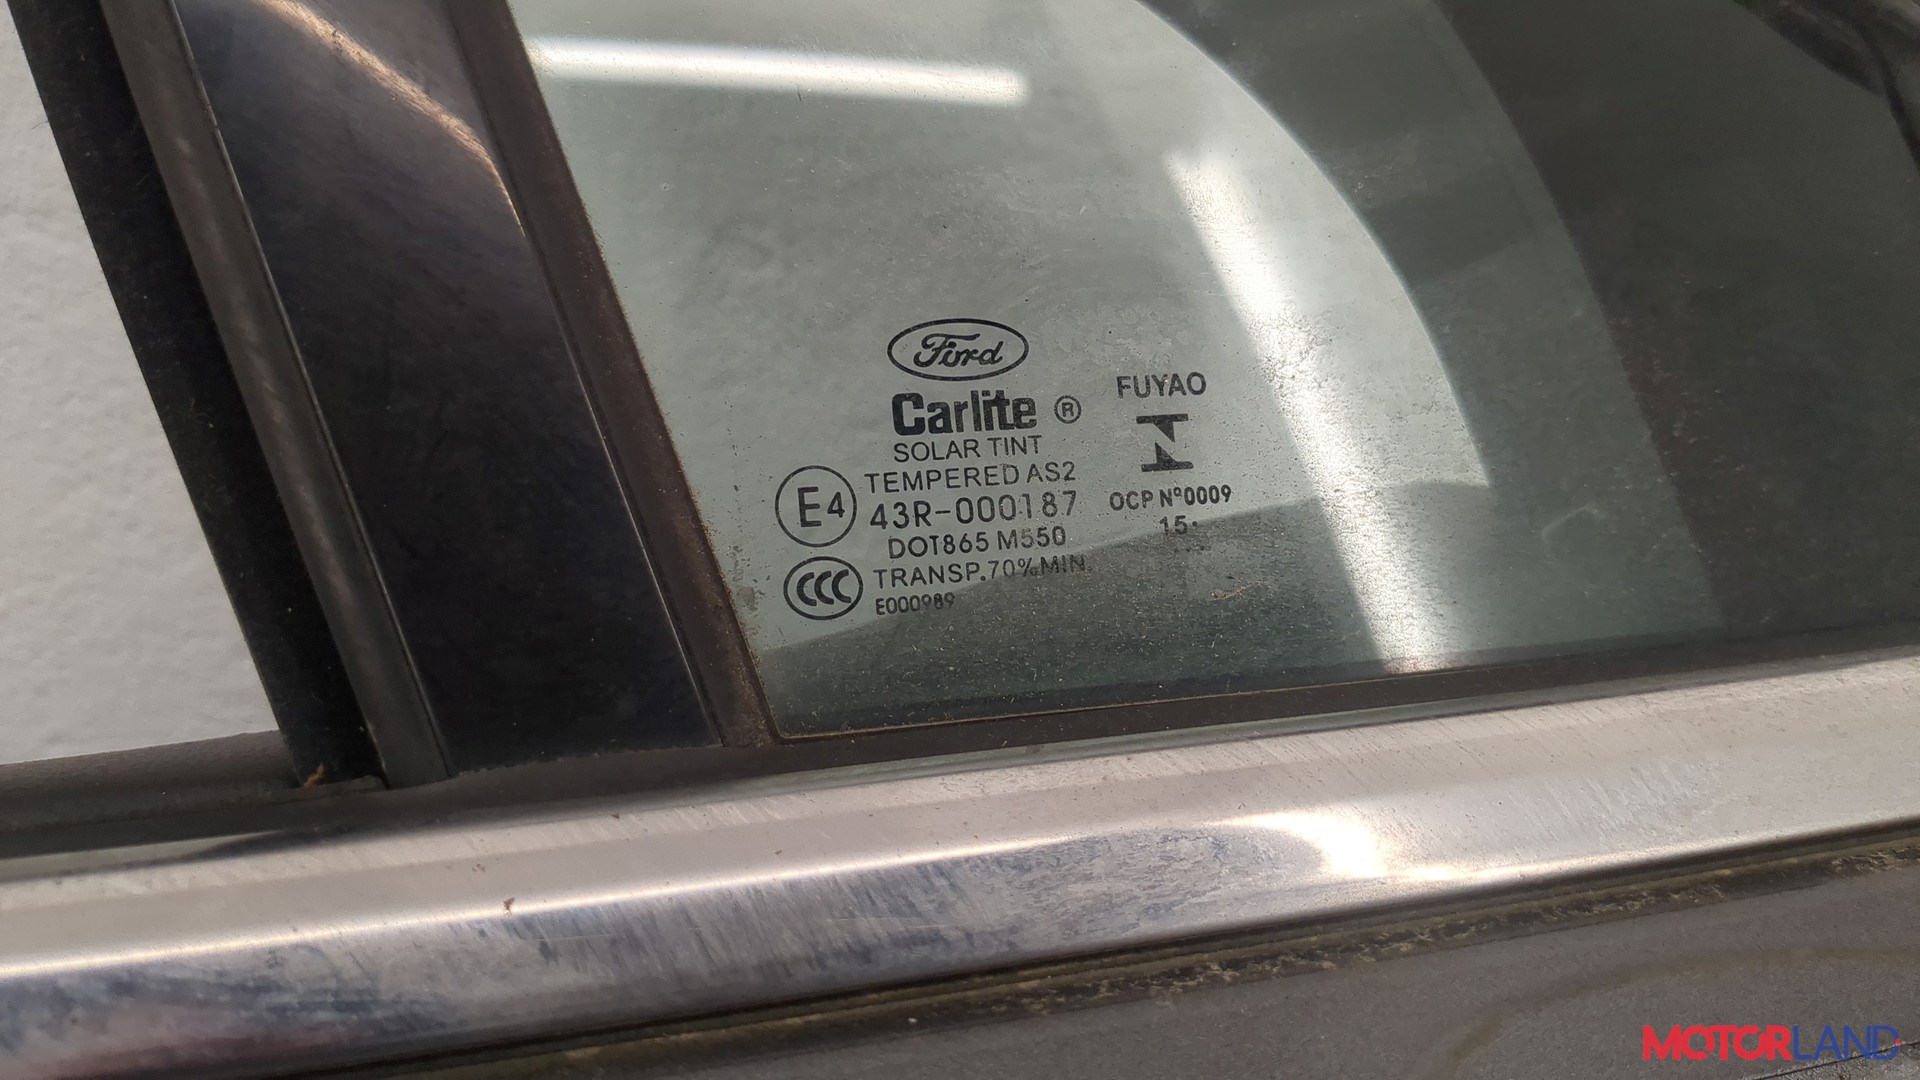 Ford
Carlite ®
SOLAR TINT
TEMPERED AS2
E4
43R-000187
DOT865 M550
CCC
TRANSP.70%MIN.
E000989
FUYAO
OCP Nº0009
15.
MOTORLAND